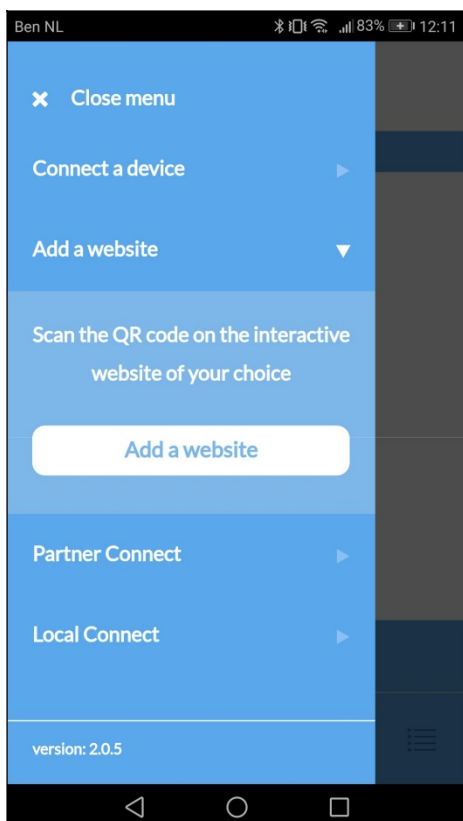 Ben NL 83% 12:11
Close menu
Connect a device
Add a website
Scan the QR code on the interactive
website of your choice
Add a website
Partner Connect
Local Connect
version: 2.0.5